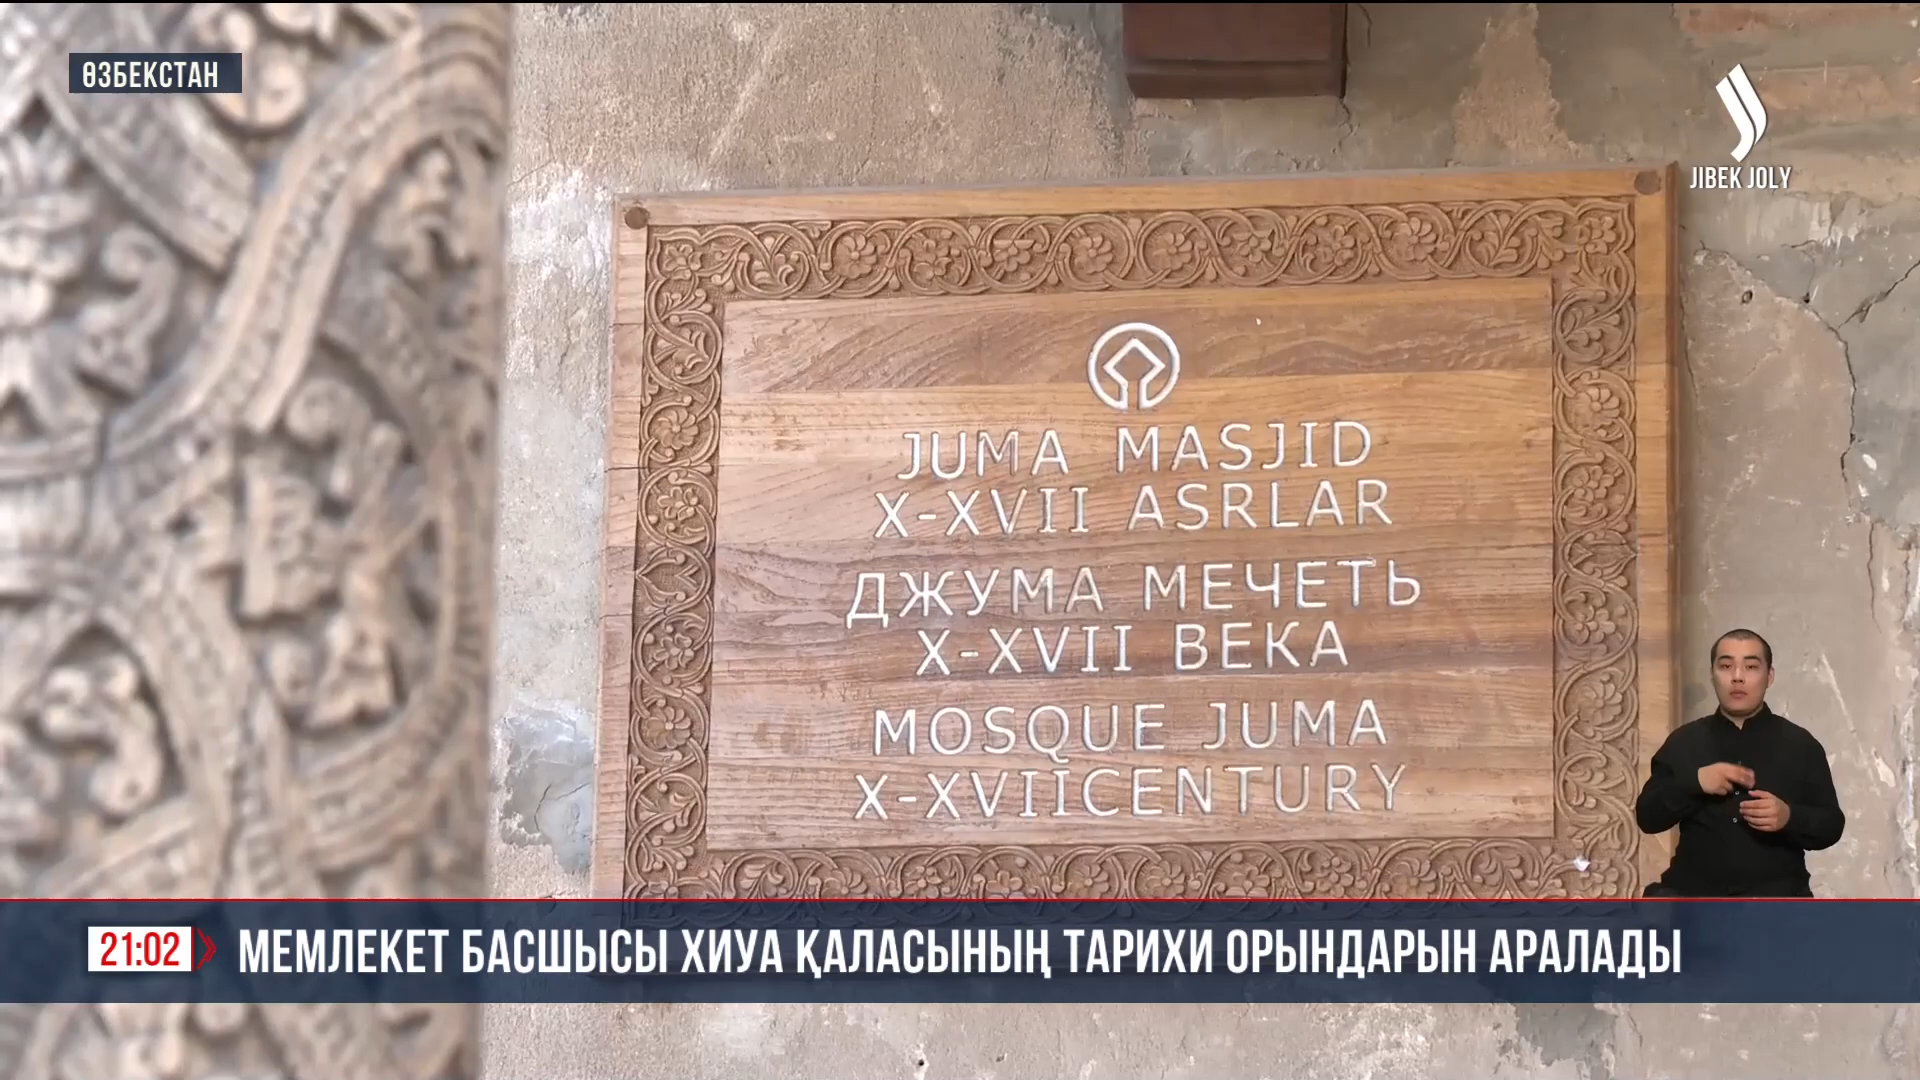 ӨЗБЕКСТАН
JIBEK JOLY
JUMA MASJID
X-XVII ASRLAR
ДЖУМА МЕЧЕТЬ
X-XVII ВЕКА
MOSQUE JUMA
X-XVIICENTURY
21:02
МЕМЛЕКЕТ БАСШЫСЫ ХИУА ҚАЛАСЫНЫҢ ТАРИХИ ОРЫНДАРЫН АРАЛАДЫ